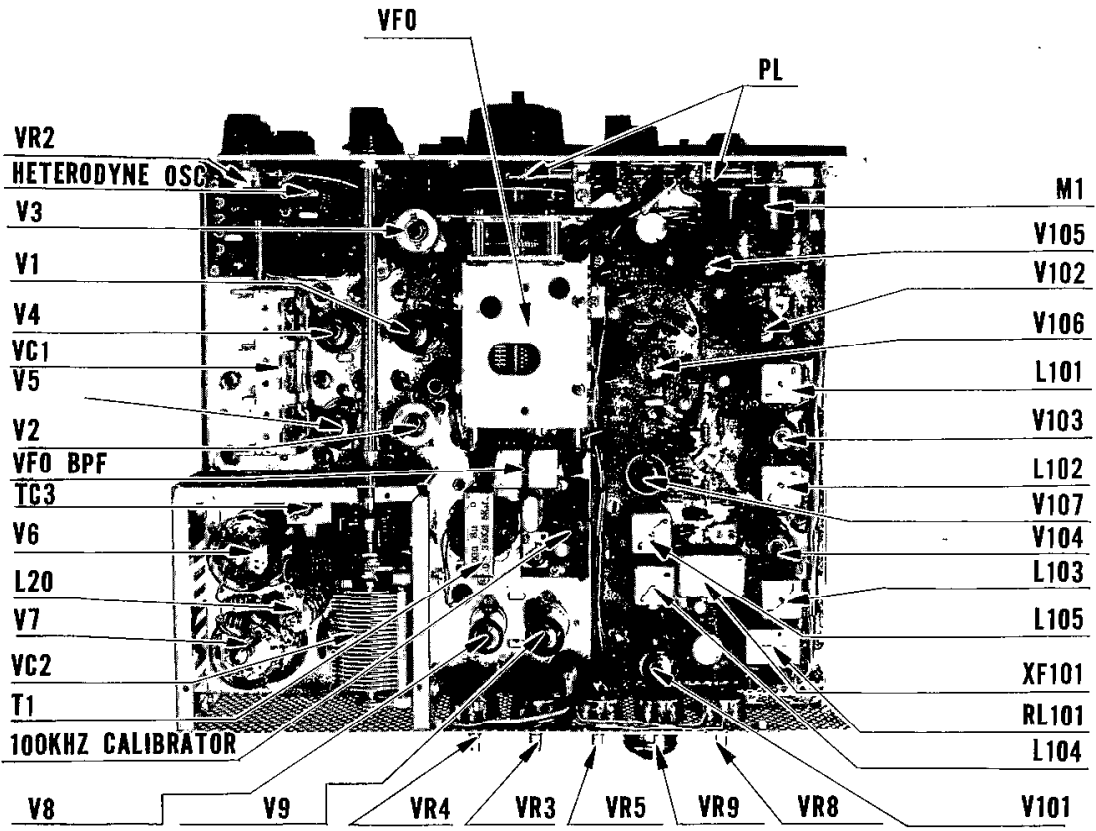 VFO
PL
VR2
HETERODYNE OSC
V3
V1
V4
VC1
V5
V2
VFO BPF
TC3
V6
L20
V7
VC2
T1
100KHZ CALIBRATOR
M1
V105
V102
V106
L101
V103
L102
V107
V104
L103
L105
XF101
RL101
L104
V8
V9
VR4
VR3
VR5
VR9
VR8
V101